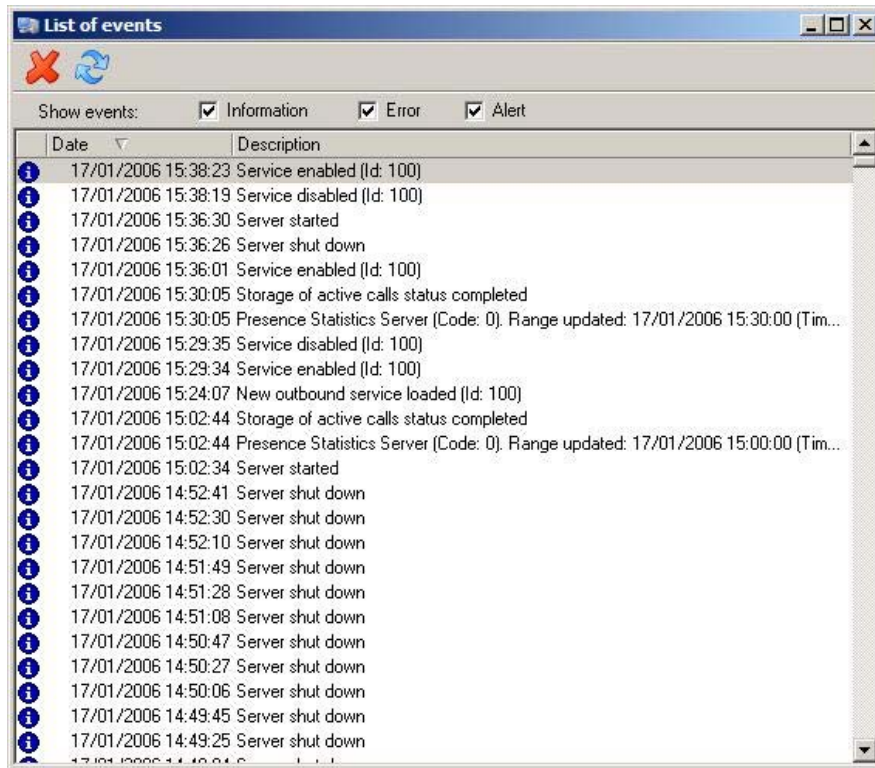 List of events
Show events: Information Error Alert
Date Description
17/01/2006 15:38:23 Service enabled (Id: 100)
17/01/2006 15:38:19 Service disabled (Id: 100)
17/01/2006 15:36:30 Server started
17/01/2006 15:36:26 Server shut down
17/01/2006 15:36:01 Service enabled (Id: 100)
17/01/2006 15:30:05 Storage of active calls status completed
17/01/2006 15:30:05 Presence Statistics Server (Code: 0). Range updated: 17/01/2006 15:30:00 (Tim...
17/01/2006 15:29:35 Service disabled (Id: 100)
17/01/2006 15:29:34 Service enabled (Id: 100)
17/01/2006 15:24:07 New outbound service loaded (Id: 100)
17/01/2006 15:02:44 Storage of active calls status completed
17/01/2006 15:02:44 Presence Statistics Server (Code: 0). Range updated: 17/01/2006 15:00:00 (Tim...
17/01/2006 15:02:34 Server started
17/01/2006 14:52:41 Server shut down
17/01/2006 14:52:30 Server shut down
17/01/2006 14:52:10 Server shut down
17/01/2006 14:51:49 Server shut down
17/01/2006 14:51:28 Server shut down
17/01/2006 14:51:08 Server shut down
17/01/2006 14:50:47 Server shut down
17/01/2006 14:50:27 Server shut down
17/01/2006 14:50:06 Server shut down
17/01/2006 14:49:45 Server shut down
17/01/2006 14:49:25 Server shut down